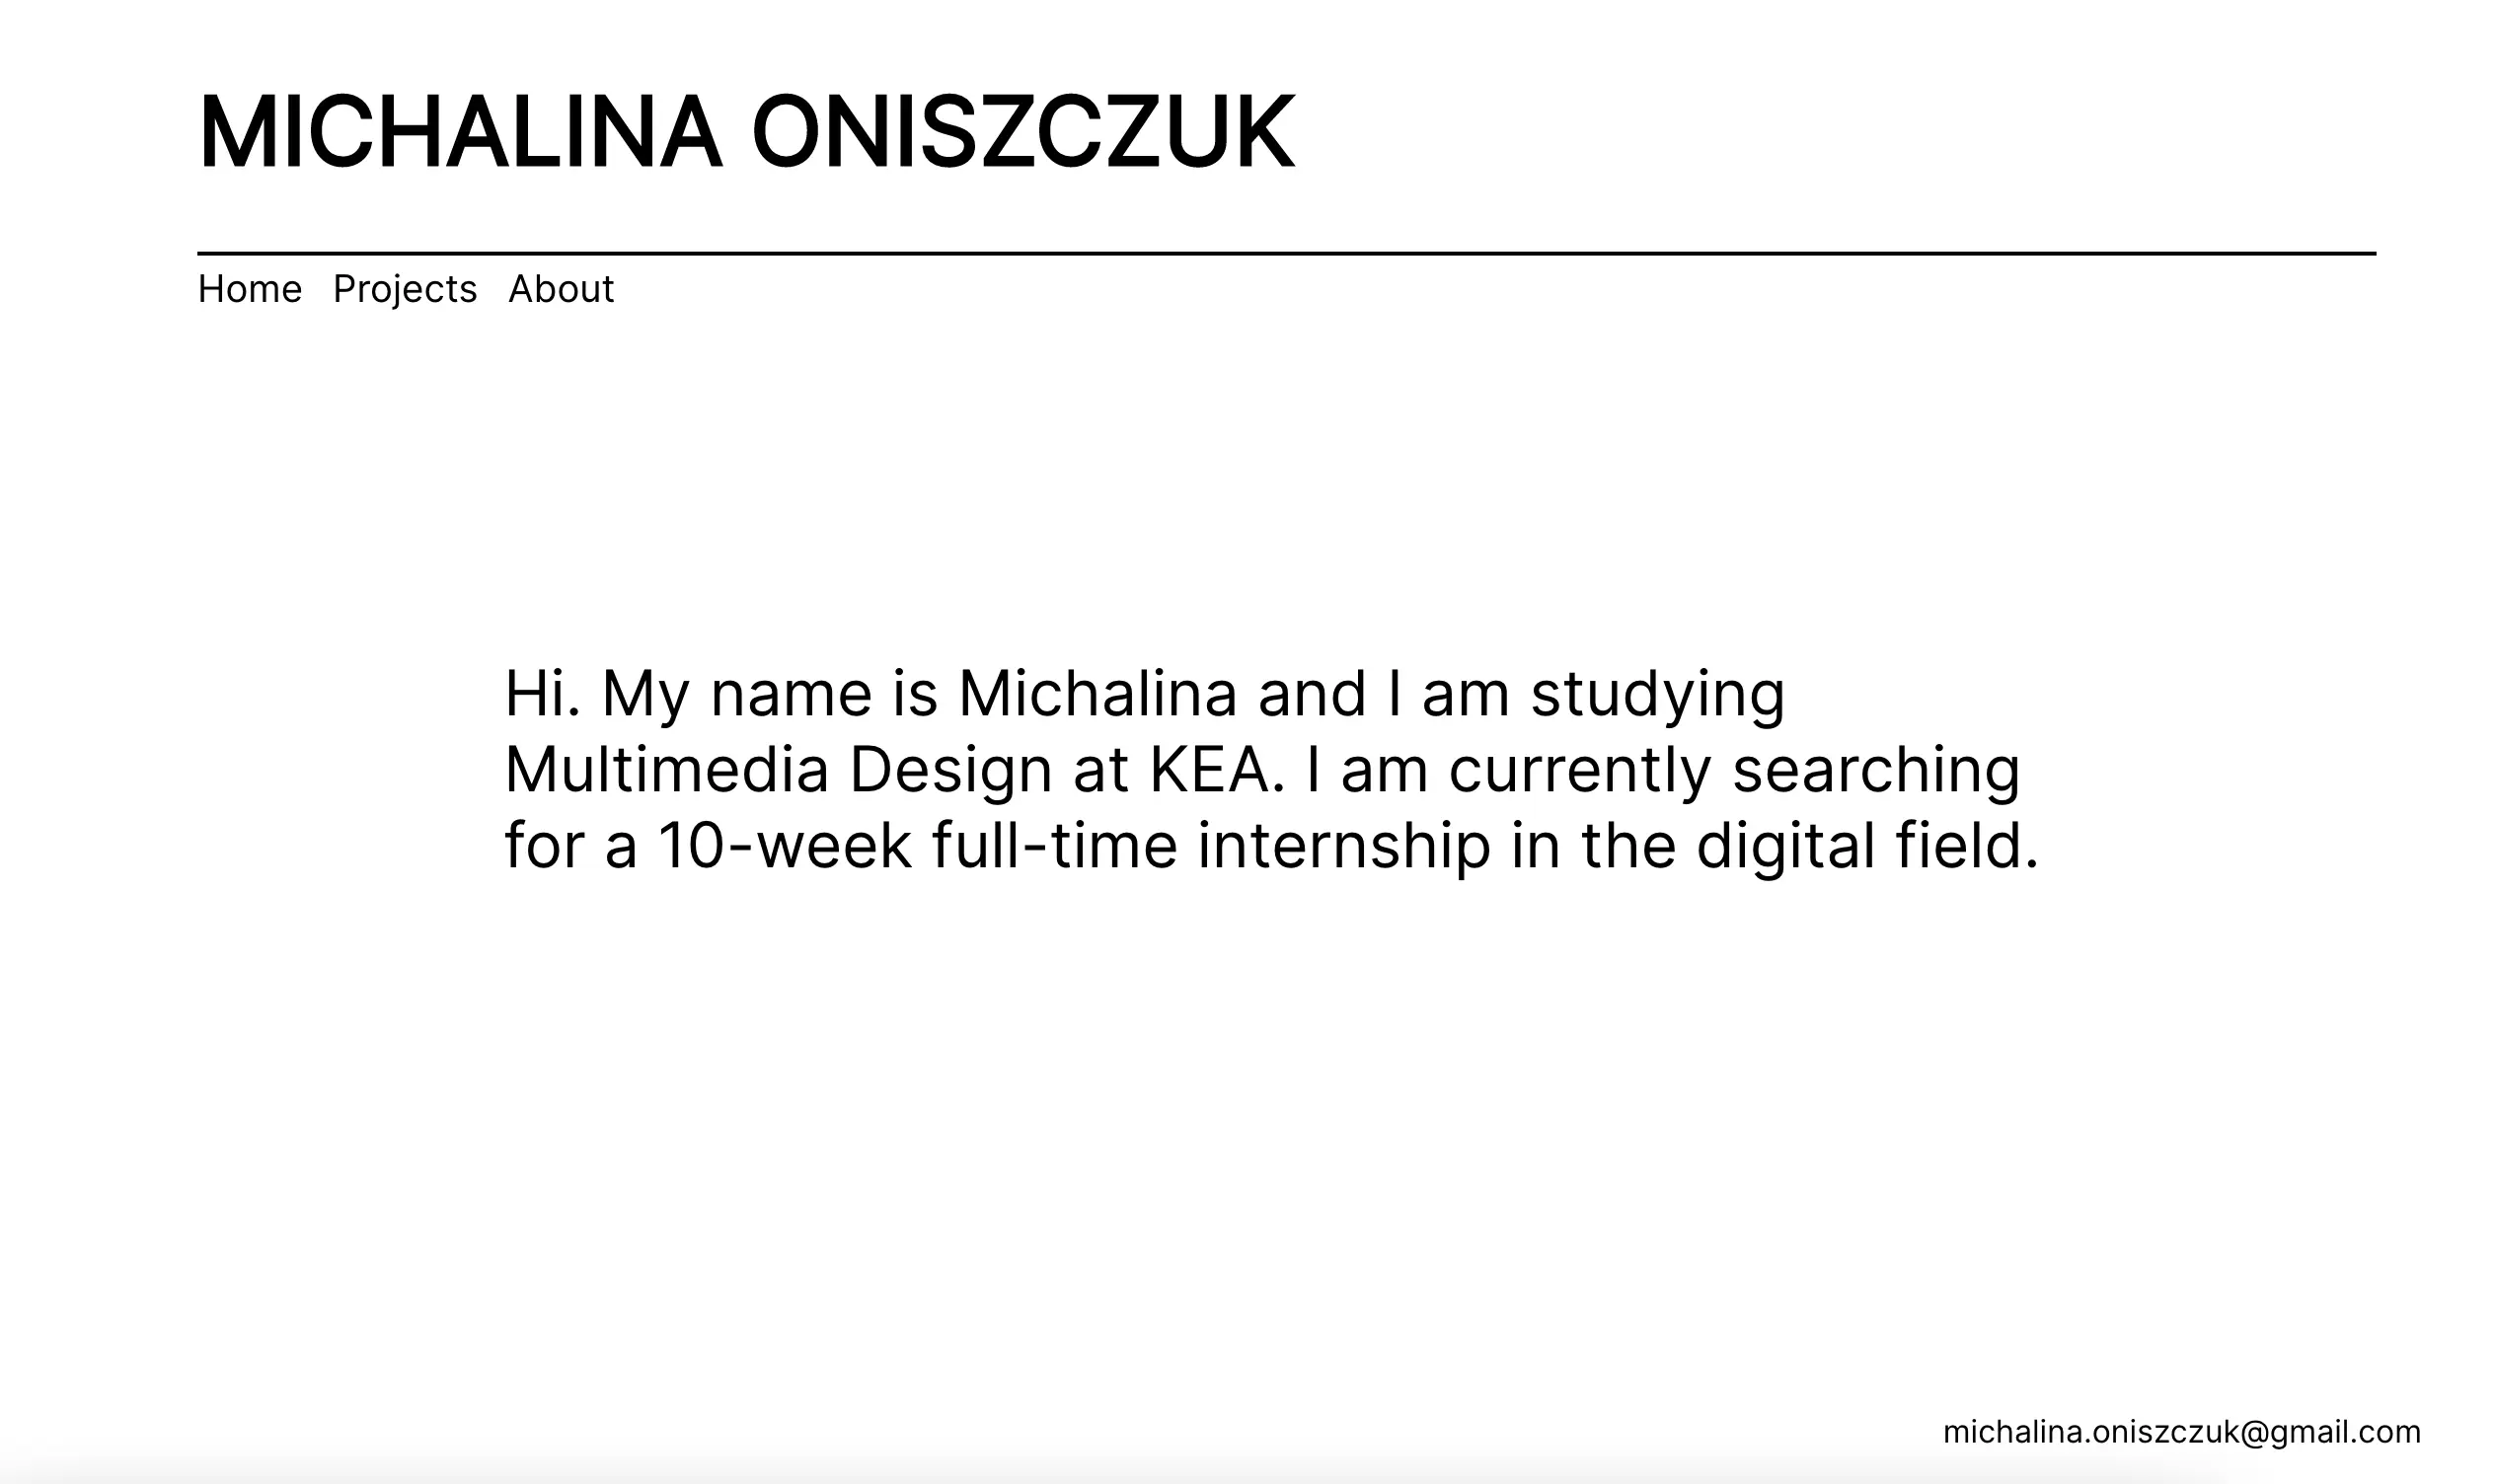 MICHALINA ONISZCZUK
Home Projects About
Hi. My name is Michalina and I am studying
Multimedia Design at KEA. I am currently searching
for a 10-week full-time internship in the digital field.
michalina.oniszczuk@gmail.com